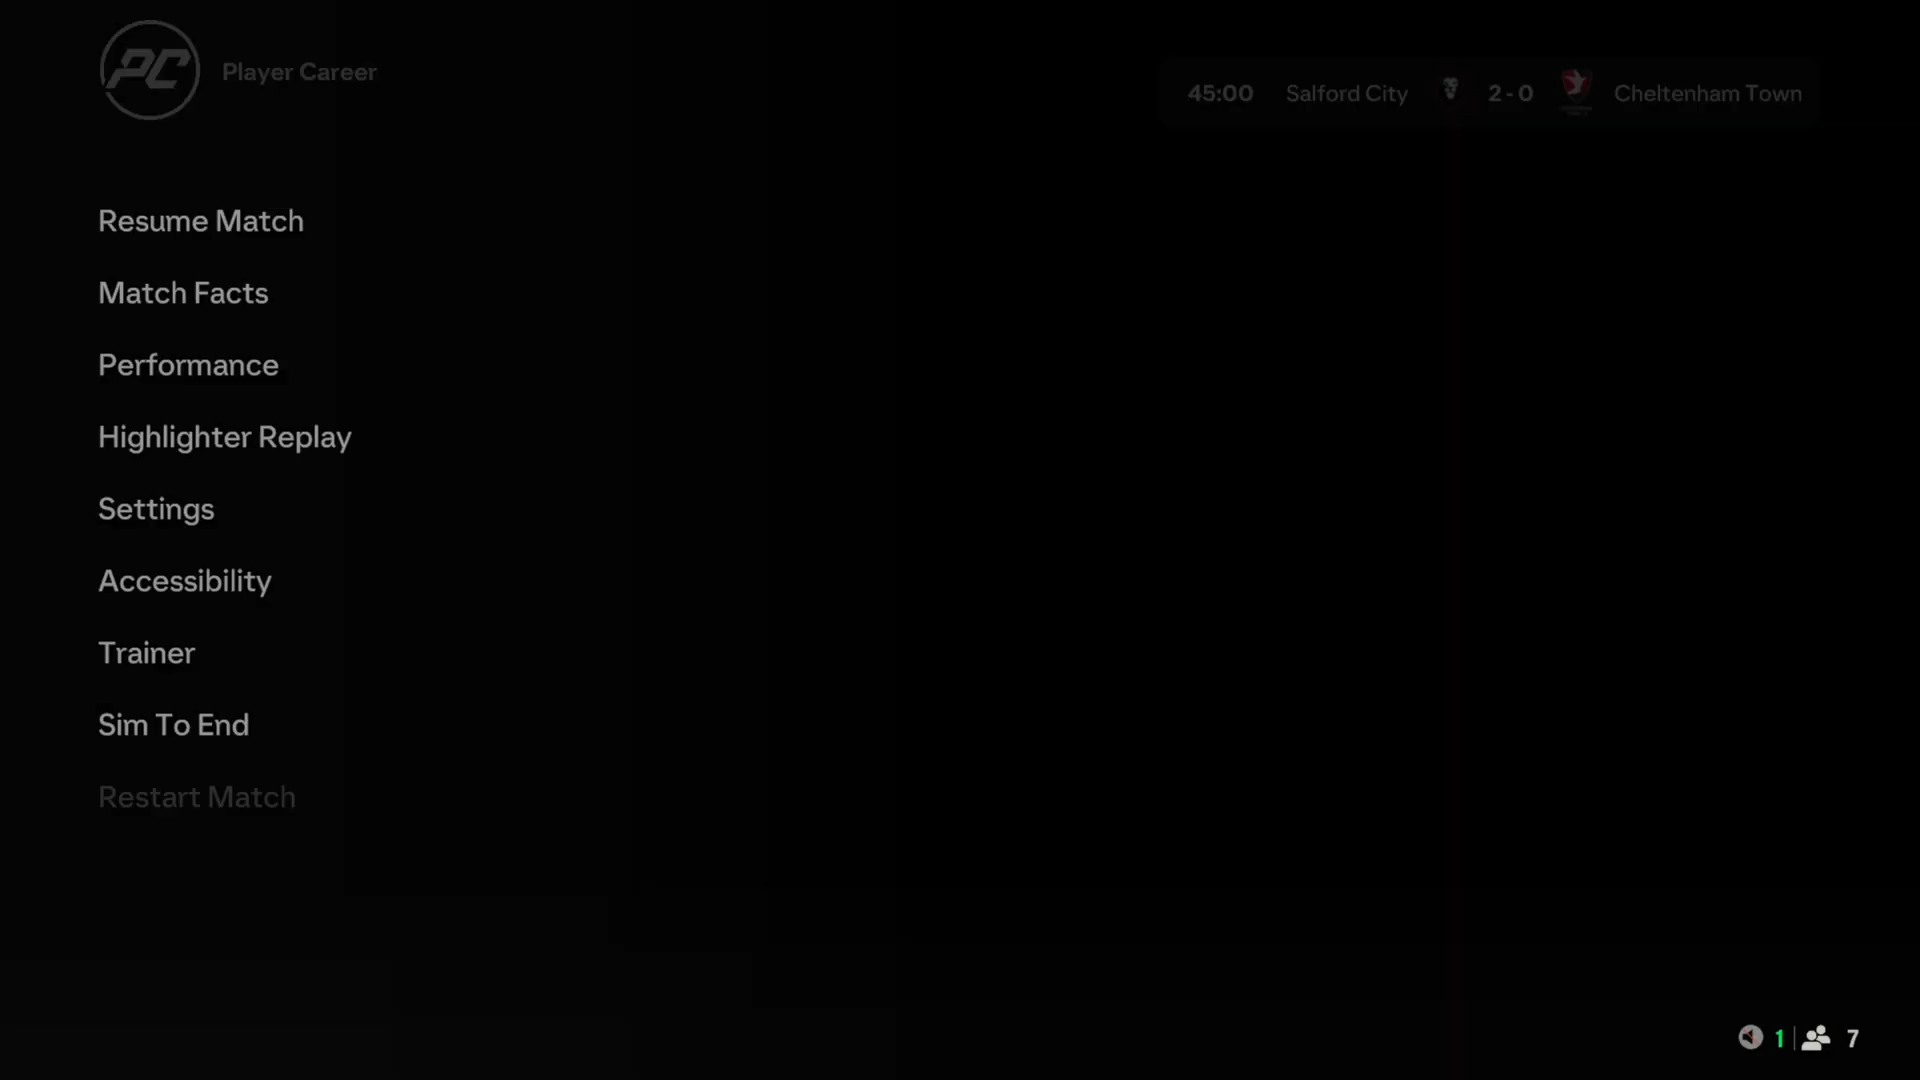 PC Player Career
45:00 Salford City 2 - 0 Cheltenham Town
Resume Match
Match Facts
Performance
Highlighter Replay
Settings
Accessibility
Trainer
Sim To End
Restart Match
1 7